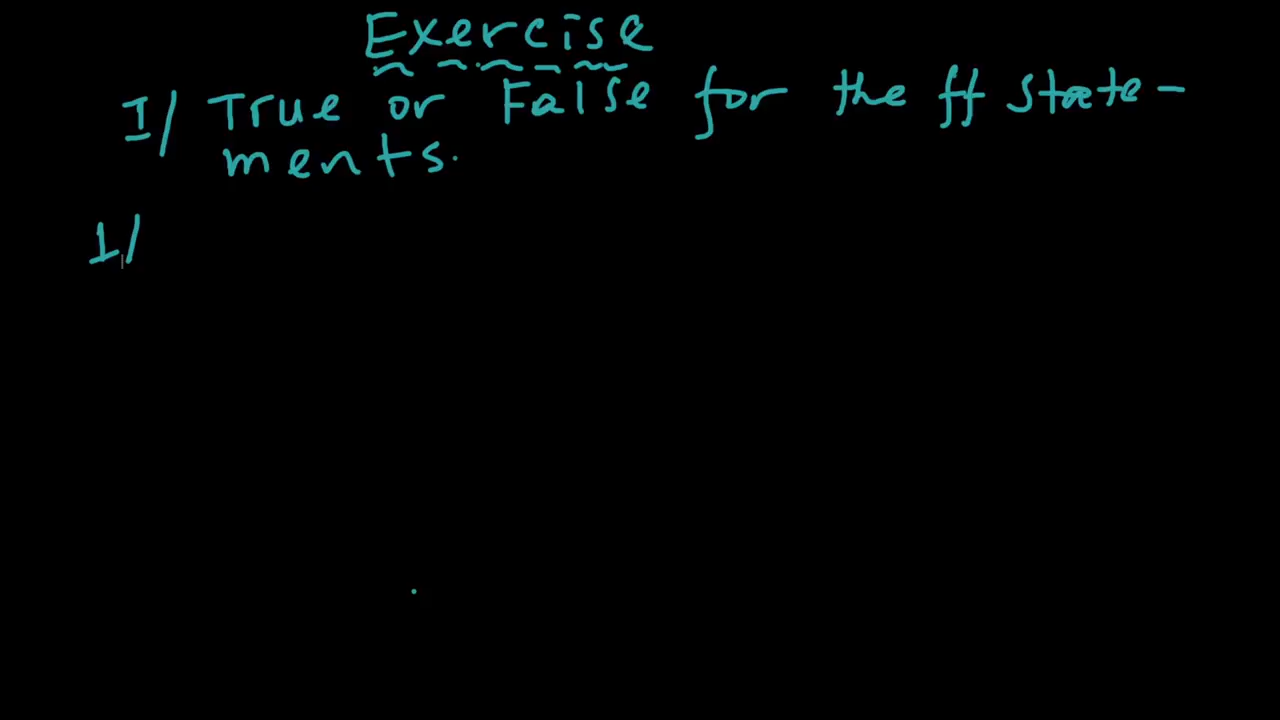 Exercise
I/ True or False for the ff state-
ments.
1/